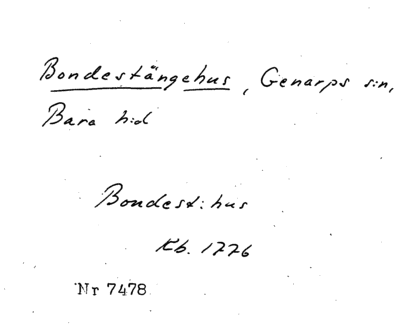 Bondestängehus, Genarps s:n,
Bara h:d
Bondest: hus
Kb. 1776
Nr 7478